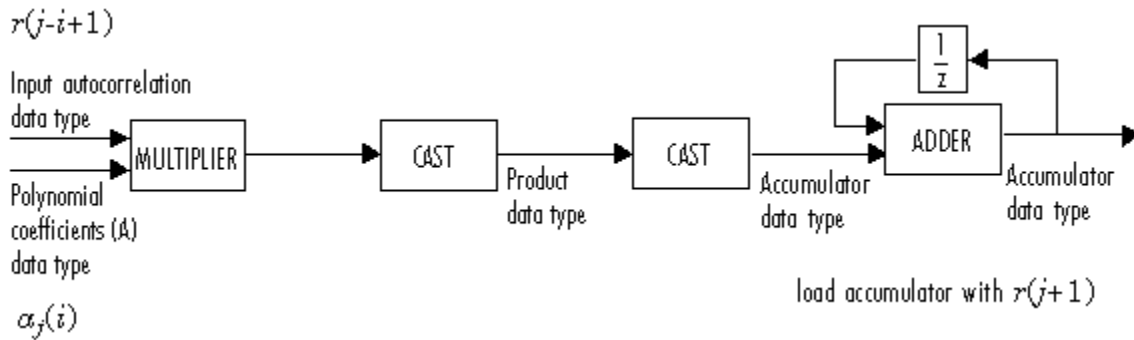 r(j-i+1)
Input autocorrelation
data type
MULTIPLIER
Polynomial
coefficients (A)
data type
α_j(i)
CAST
Product
data type
CAST
Accumulator
data type
1
z
ADDER
Accumulator
data type
load accumulator with r(j+1)